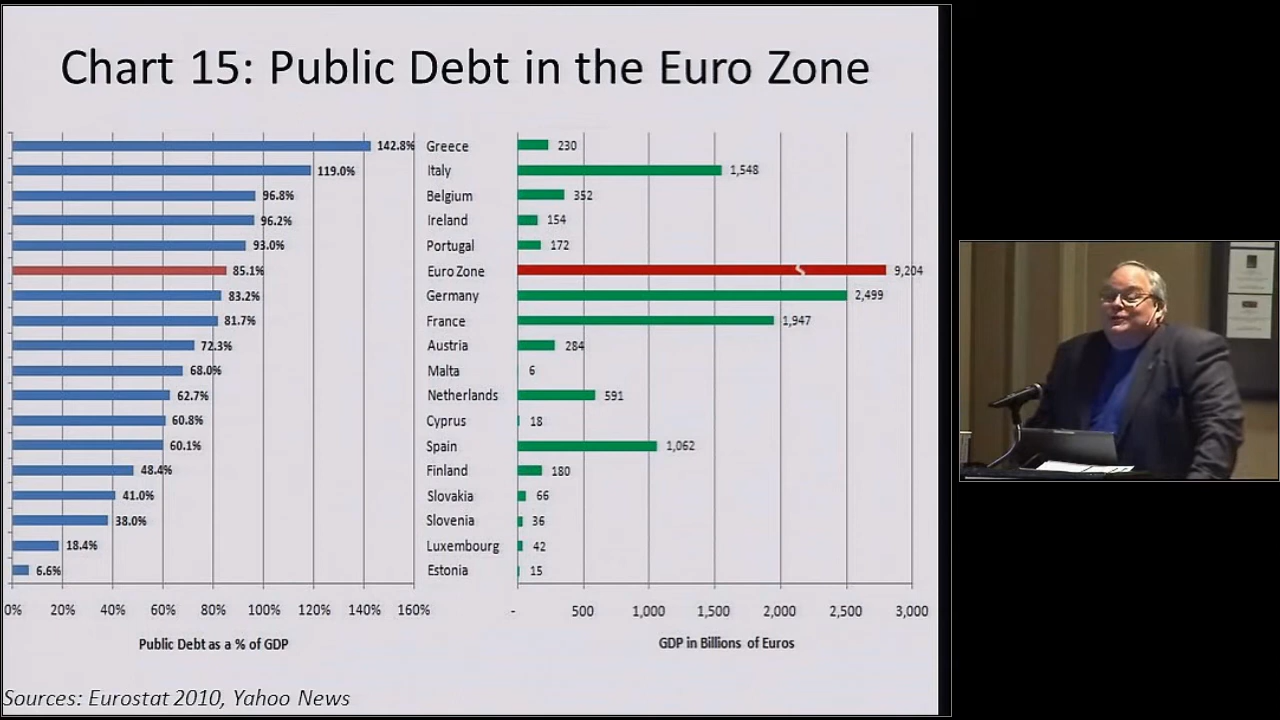 Chart 15: Public Debt in the Euro Zone
142.8% Greece 230
119.0% Italy 1,548
96.8% Belgium 352
96.2% Ireland 154
93.0% Portugal 172
85.1% Euro Zone 9,204
83.2% Germany 2,499
81.7% France 1,947
72.3% Austria 284
68.0% Malta 6
62.7% Netherlands 591
60.8% Cyprus 18
60.1% Spain 1,062
48.4% Finland 180
41.0% Slovakia 66
38.0% Slovenia 36
18.4% Luxembourg 42
6.6% Estonia 15
0% 20% 40% 60% 80% 100% 120% 140% 160% - 500 1,000 1,500 2,000 2,500 3,000
Public Debt as a % of GDP GDP in Billions of Euros
Sources: Eurostat 2010, Yahoo News